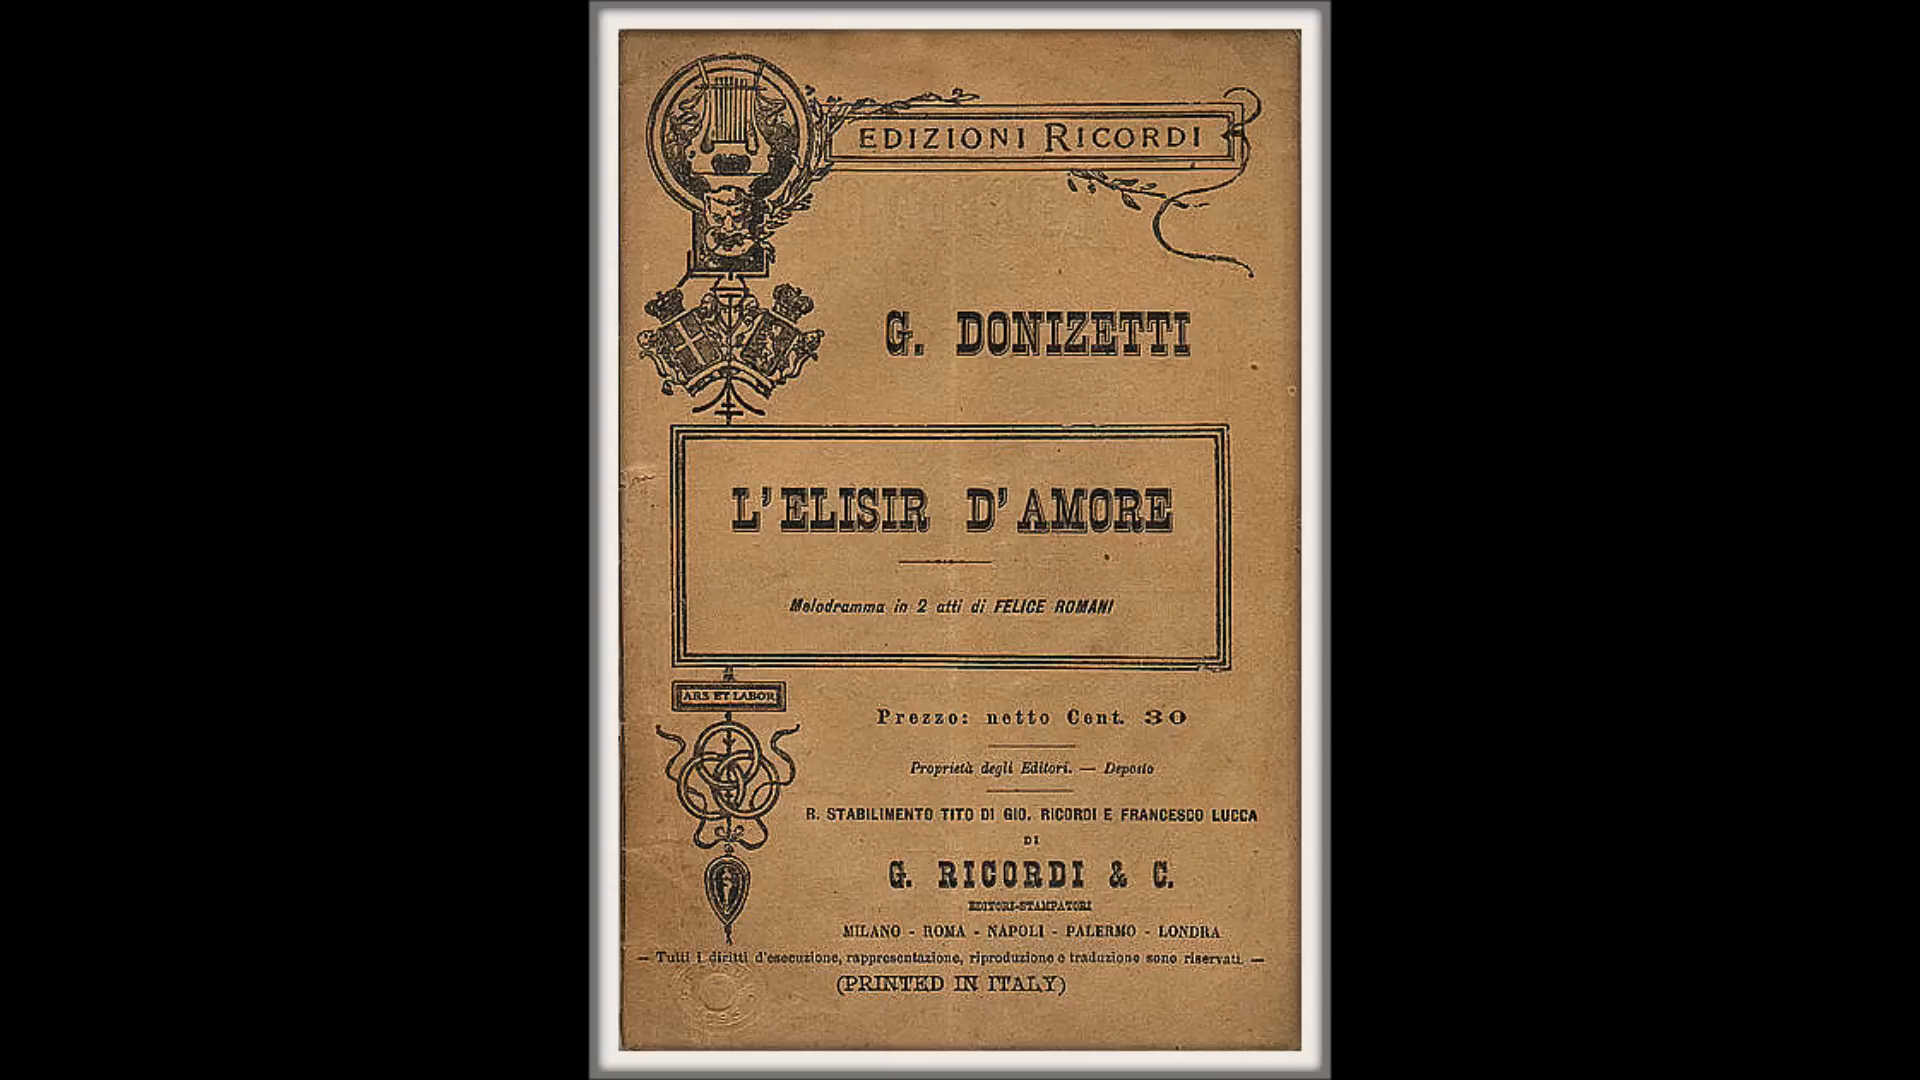 EDIZIONI RICORDI
G. DONIZETTI
L'ELISIR D'AMORE
Melodramma in 2 atti di FELICE ROMANI
ARS ET LABOR
Prezzo: netto Cent. 30
Proprietà degli Editori. — Deposto
R. STABILIMENTO TITO DI GIO. RICORDI E FRANCESCO LUCCA
DI
G. RICORDI & C.
EDITORI-STAMPATORI
MILANO - ROMA - NAPOLI - PALERMO - LONDRA
— Tutti i diritti d'esecuzione, rappresentazione, riproduzione e traduzione sono riservati. —
(PRINTED IN ITALY)